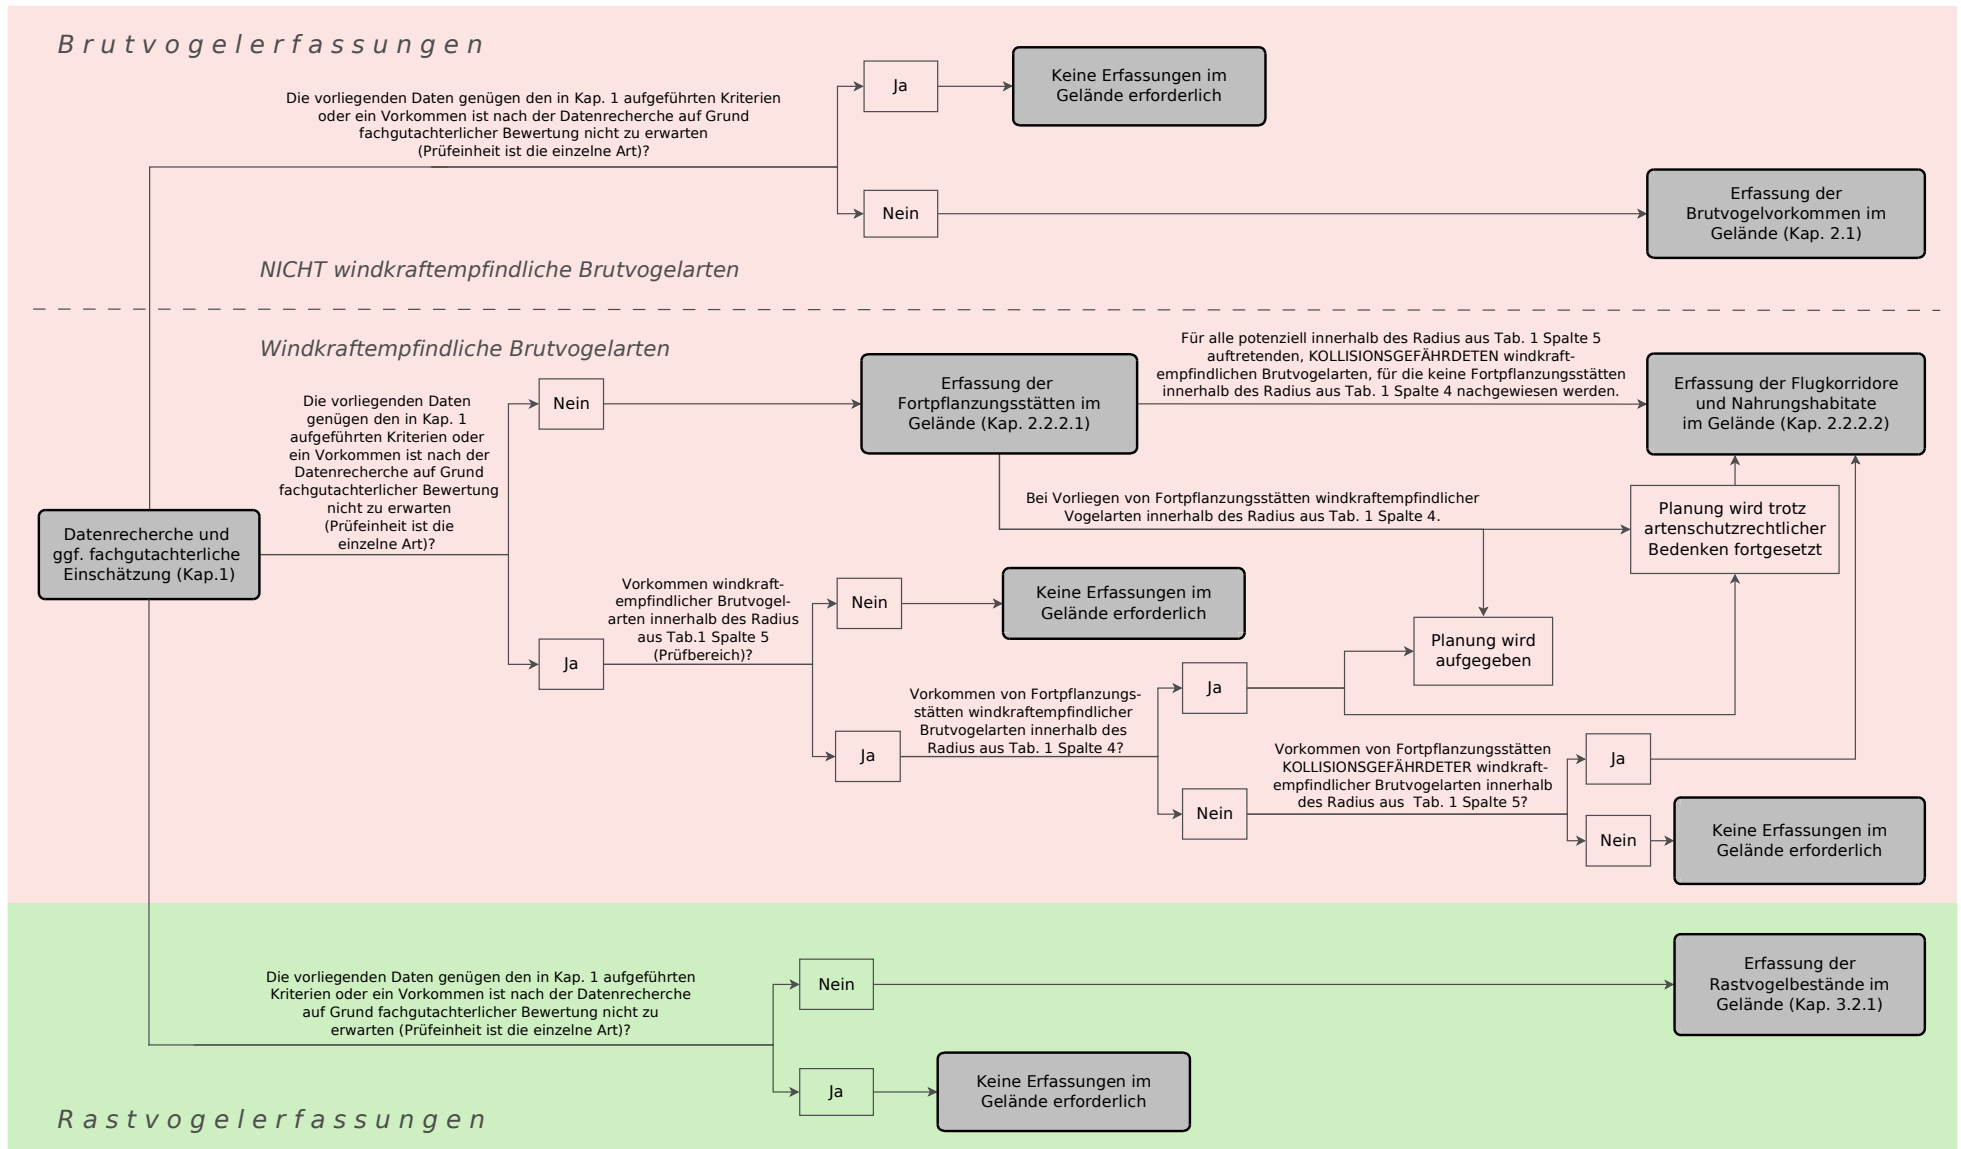 Brutvogelerfassungen
Die vorliegenden Daten genügen den in Kap. 1 aufgeführten Kriterien
oder ein Vorkommen ist nach der Datenrecherche auf Grund
fachgutachterlicher Bewertung nicht zu erwarten
(Prüfeinheit ist die einzelne Art)?
Ja
Keine Erfassungen im
Gelände erforderlich
Nein
Erfassung der
Brutvogelvorkommen im
Gelände (Kap. 2.1)
NICHT windkraftempfindliche Brutvogelarten
Windkraftempfindliche Brutvogelarten
Datenrecherche und
ggf. fachgutachterliche
Einschätzung (Kap.1)
Die vorliegenden Daten
genügen den in Kap. 1
aufgeführten Kriterien oder
ein Vorkommen ist nach der
Datenrecherche auf Grund
fachgutachterlicher Bewertung
nicht zu erwarten
(Prüfeinheit ist die
einzelne Art)?
Nein
Erfassung der
Fortpflanzungsstätten im
Gelände (Kap. 2.2.2.1)
Für alle potenziell innerhalb des Radius aus Tab. 1 Spalte 5
auftretenden, KOLLISIONSGEFÄHRDETEN windkraft-
empfindlichen Brutvogelarten, für die keine Fortpflanzungsstätten
innerhalb des Radius aus Tab. 1 Spalte 4 nachgewiesen werden.
Erfassung der Flugkorridore
und Nahrungshabitate
im Gelände (Kap. 2.2.2.2)
Bei Vorliegen von Fortpflanzungsstätten windkraftempfindlicher
Vogelarten innerhalb des Radius aus Tab. 1 Spalte 4.
Planung wird trotz
artenschutzrechtlicher
Bedenken fortgesetzt
Ja
Vorkommen windkraft-
empfindlicher Brutvogel-
arten innerhalb des Radius
aus Tab.1 Spalte 5
(Prüfbereich)?
Nein
Keine Erfassungen im
Gelände erforderlich
Planung wird
aufgegeben
Ja
Vorkommen von Fortpflanzungs-
stätten windkraftempfindlicher
Brutvogelarten innerhalb des
Radius aus Tab. 1 Spalte 4?
Ja
Nein
Vorkommen von Fortpflanzungsstätten
KOLLISIONSGEFÄHRDETER windkraft-
empfindlicher Brutvogelarten innerhalb
des Radius aus Tab. 1 Spalte 5?
Ja
Nein
Keine Erfassungen im
Gelände erforderlich
Die vorliegenden Daten genügen den in Kap. 1 aufgeführten
Kriterien oder ein Vorkommen ist nach der Datenrecherche
auf Grund fachgutachterlicher Bewertung nicht zu
erwarten (Prüfeinheit ist die einzelne Art)?
Nein
Erfassung der
Rastvogelbestände im
Gelände (Kap. 3.2.1)
Ja
Keine Erfassungen im
Gelände erforderlich
Rastvogelerfassungen